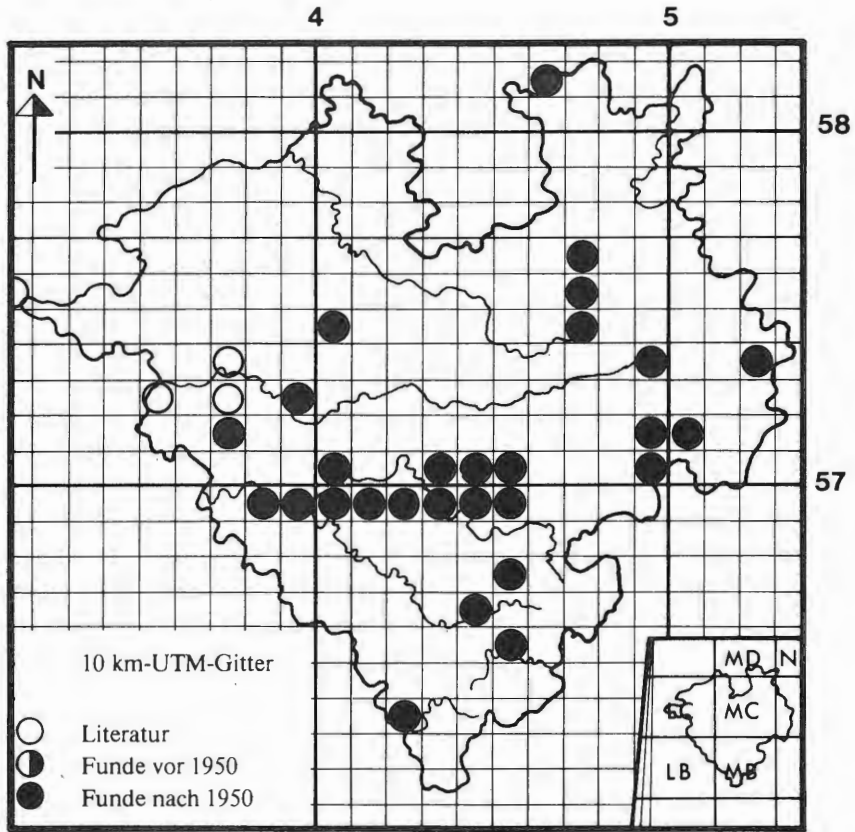 4 5
N
58
57
10 km-UTM-Gitter
MD N
MC
LB MB
Literatur
Funde vor 1950
Funde nach 1950